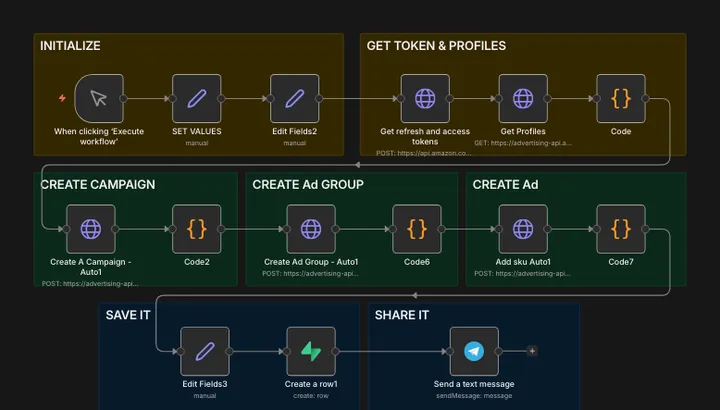 INITIALIZE
GET TOKEN & PROFILES
When clicking ‘Execute
workflow’
SET VALUES
manual
Edit Fields2
manual
Get refresh and access
tokens
POST: https://api.amazon.co...
Get Profiles
GET: https://advertising-api.a...
{}
Code
CREATE CAMPAIGN
CREATE Ad GROUP
CREATE Ad
Create A Campaign -
Auto1
POST: https://advertising-api...
{}
Code2
Create Ad Group - Auto1
POST: https://advertising-api...
{}
Code6
Add sku Auto1
POST: https://advertising-api...
{}
Code7
SAVE IT
SHARE IT
Edit Fields3
manual
Create a row1
create: row
Send a text message
sendMessage: message
+